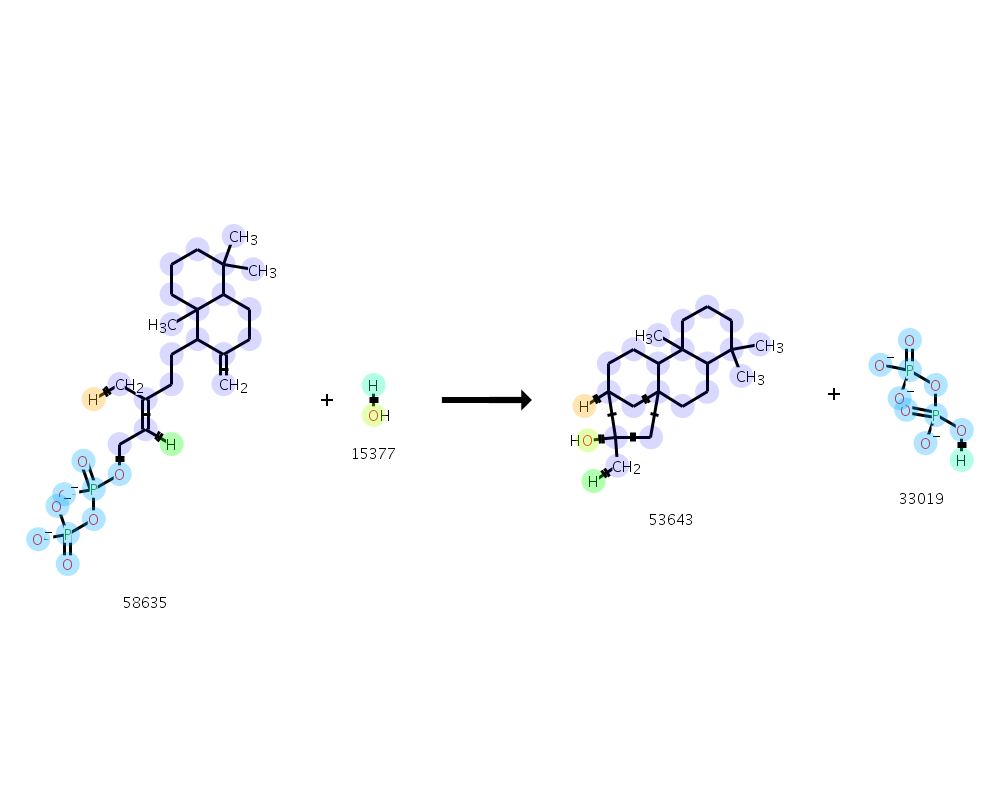 CH3
CH3
H3C
CH2
CH2
H
H
O
O
P
O−
O−
O
P
O−
O
+
H
OH
15377
H3C
CH3
CH3
H
HO
CH2
H
53643
+
O
O−
P
O
O−
O
P
O
O−
H
33019
58635